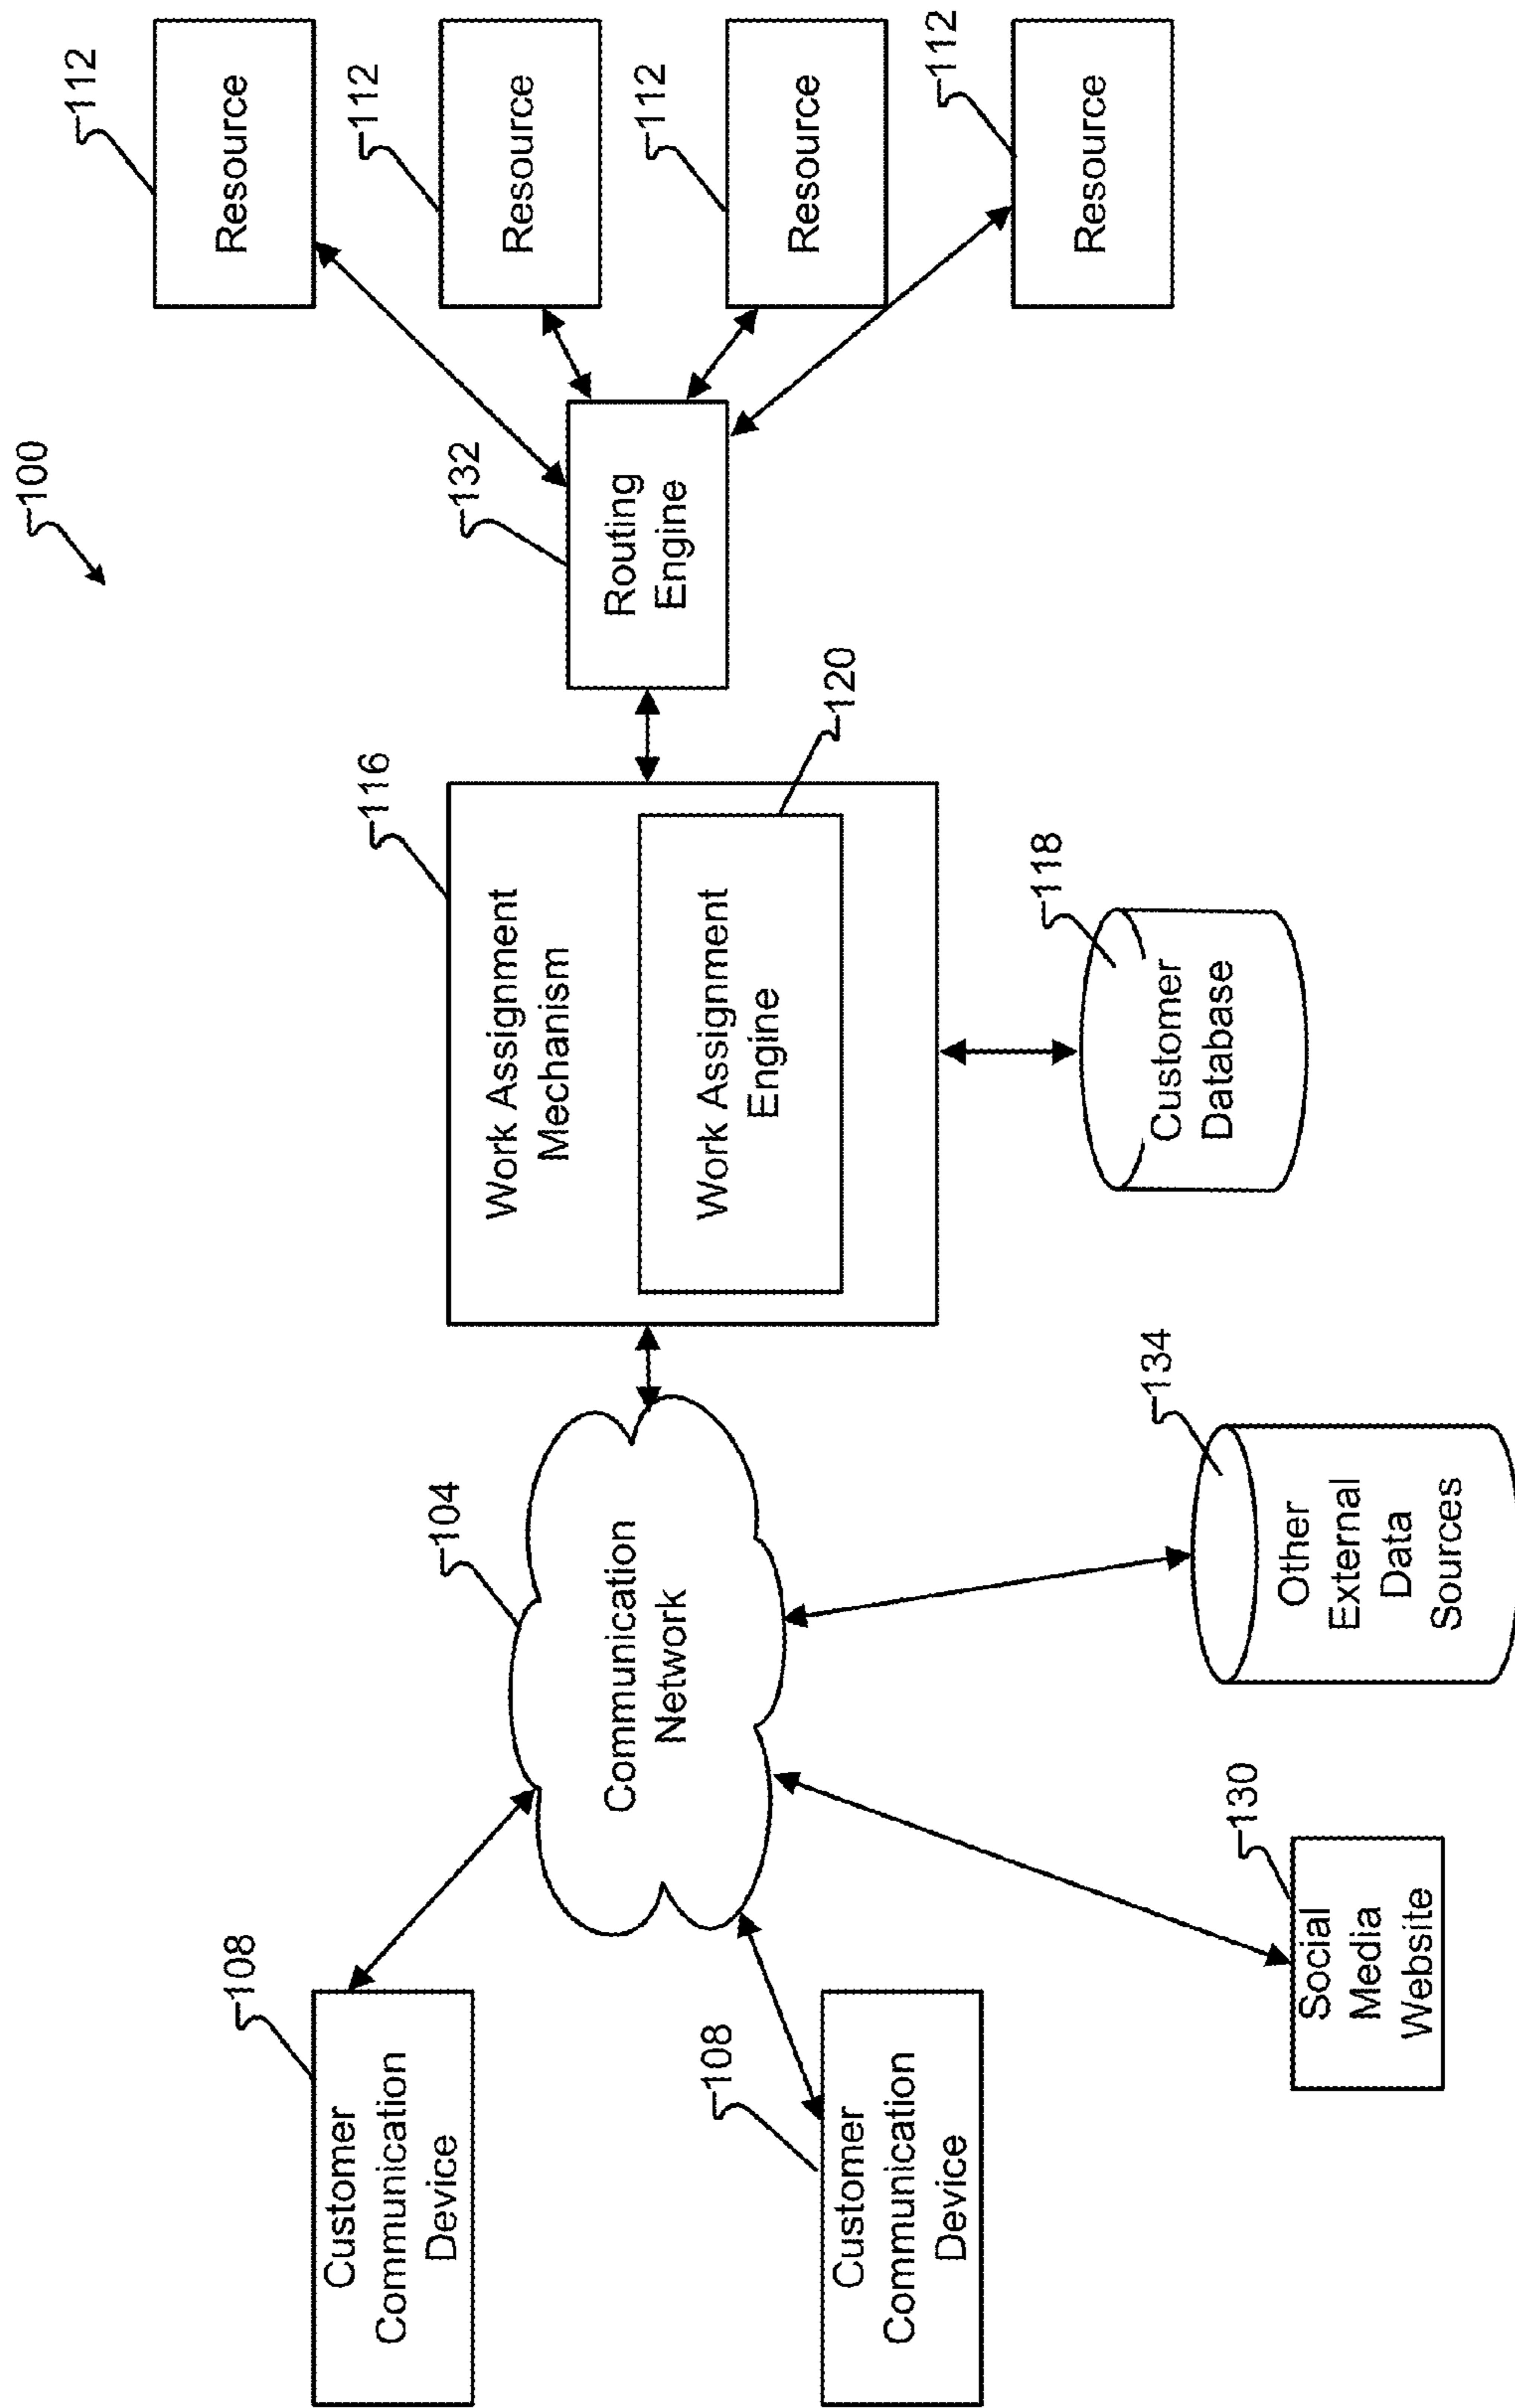 100
108
Customer
Communication
Device
108
Customer
Communication
Device
130
Social
Media
Website
104
Communication
Network
134
Other
External
Data
Sources
116
Work Assignment
Mechanism
120
Work Assignment
Engine
118
Customer
Database
132
Routing
Engine
112
Resource
112
Resource
112
Resource
112
Resource